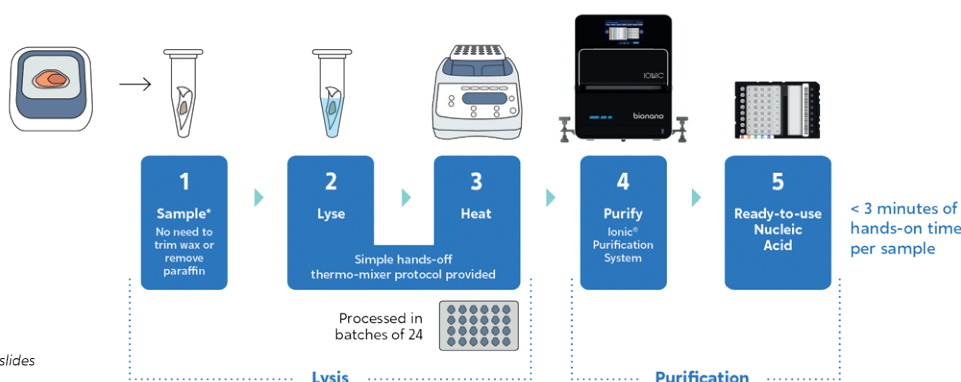 IONIC
bionano
1
Sample*
No need to
trim wax or
remove
paraffin
2
Lyse
3
Heat
Simple hands-off
thermo-mixer protocol provided
4
Purify
Ionic®
Purification
System
5
Ready-to-use
Nucleic
Acid
< 3 minutes of
hands-on time
per sample
Processed in
batches of 24
slides
Lysis
Purification